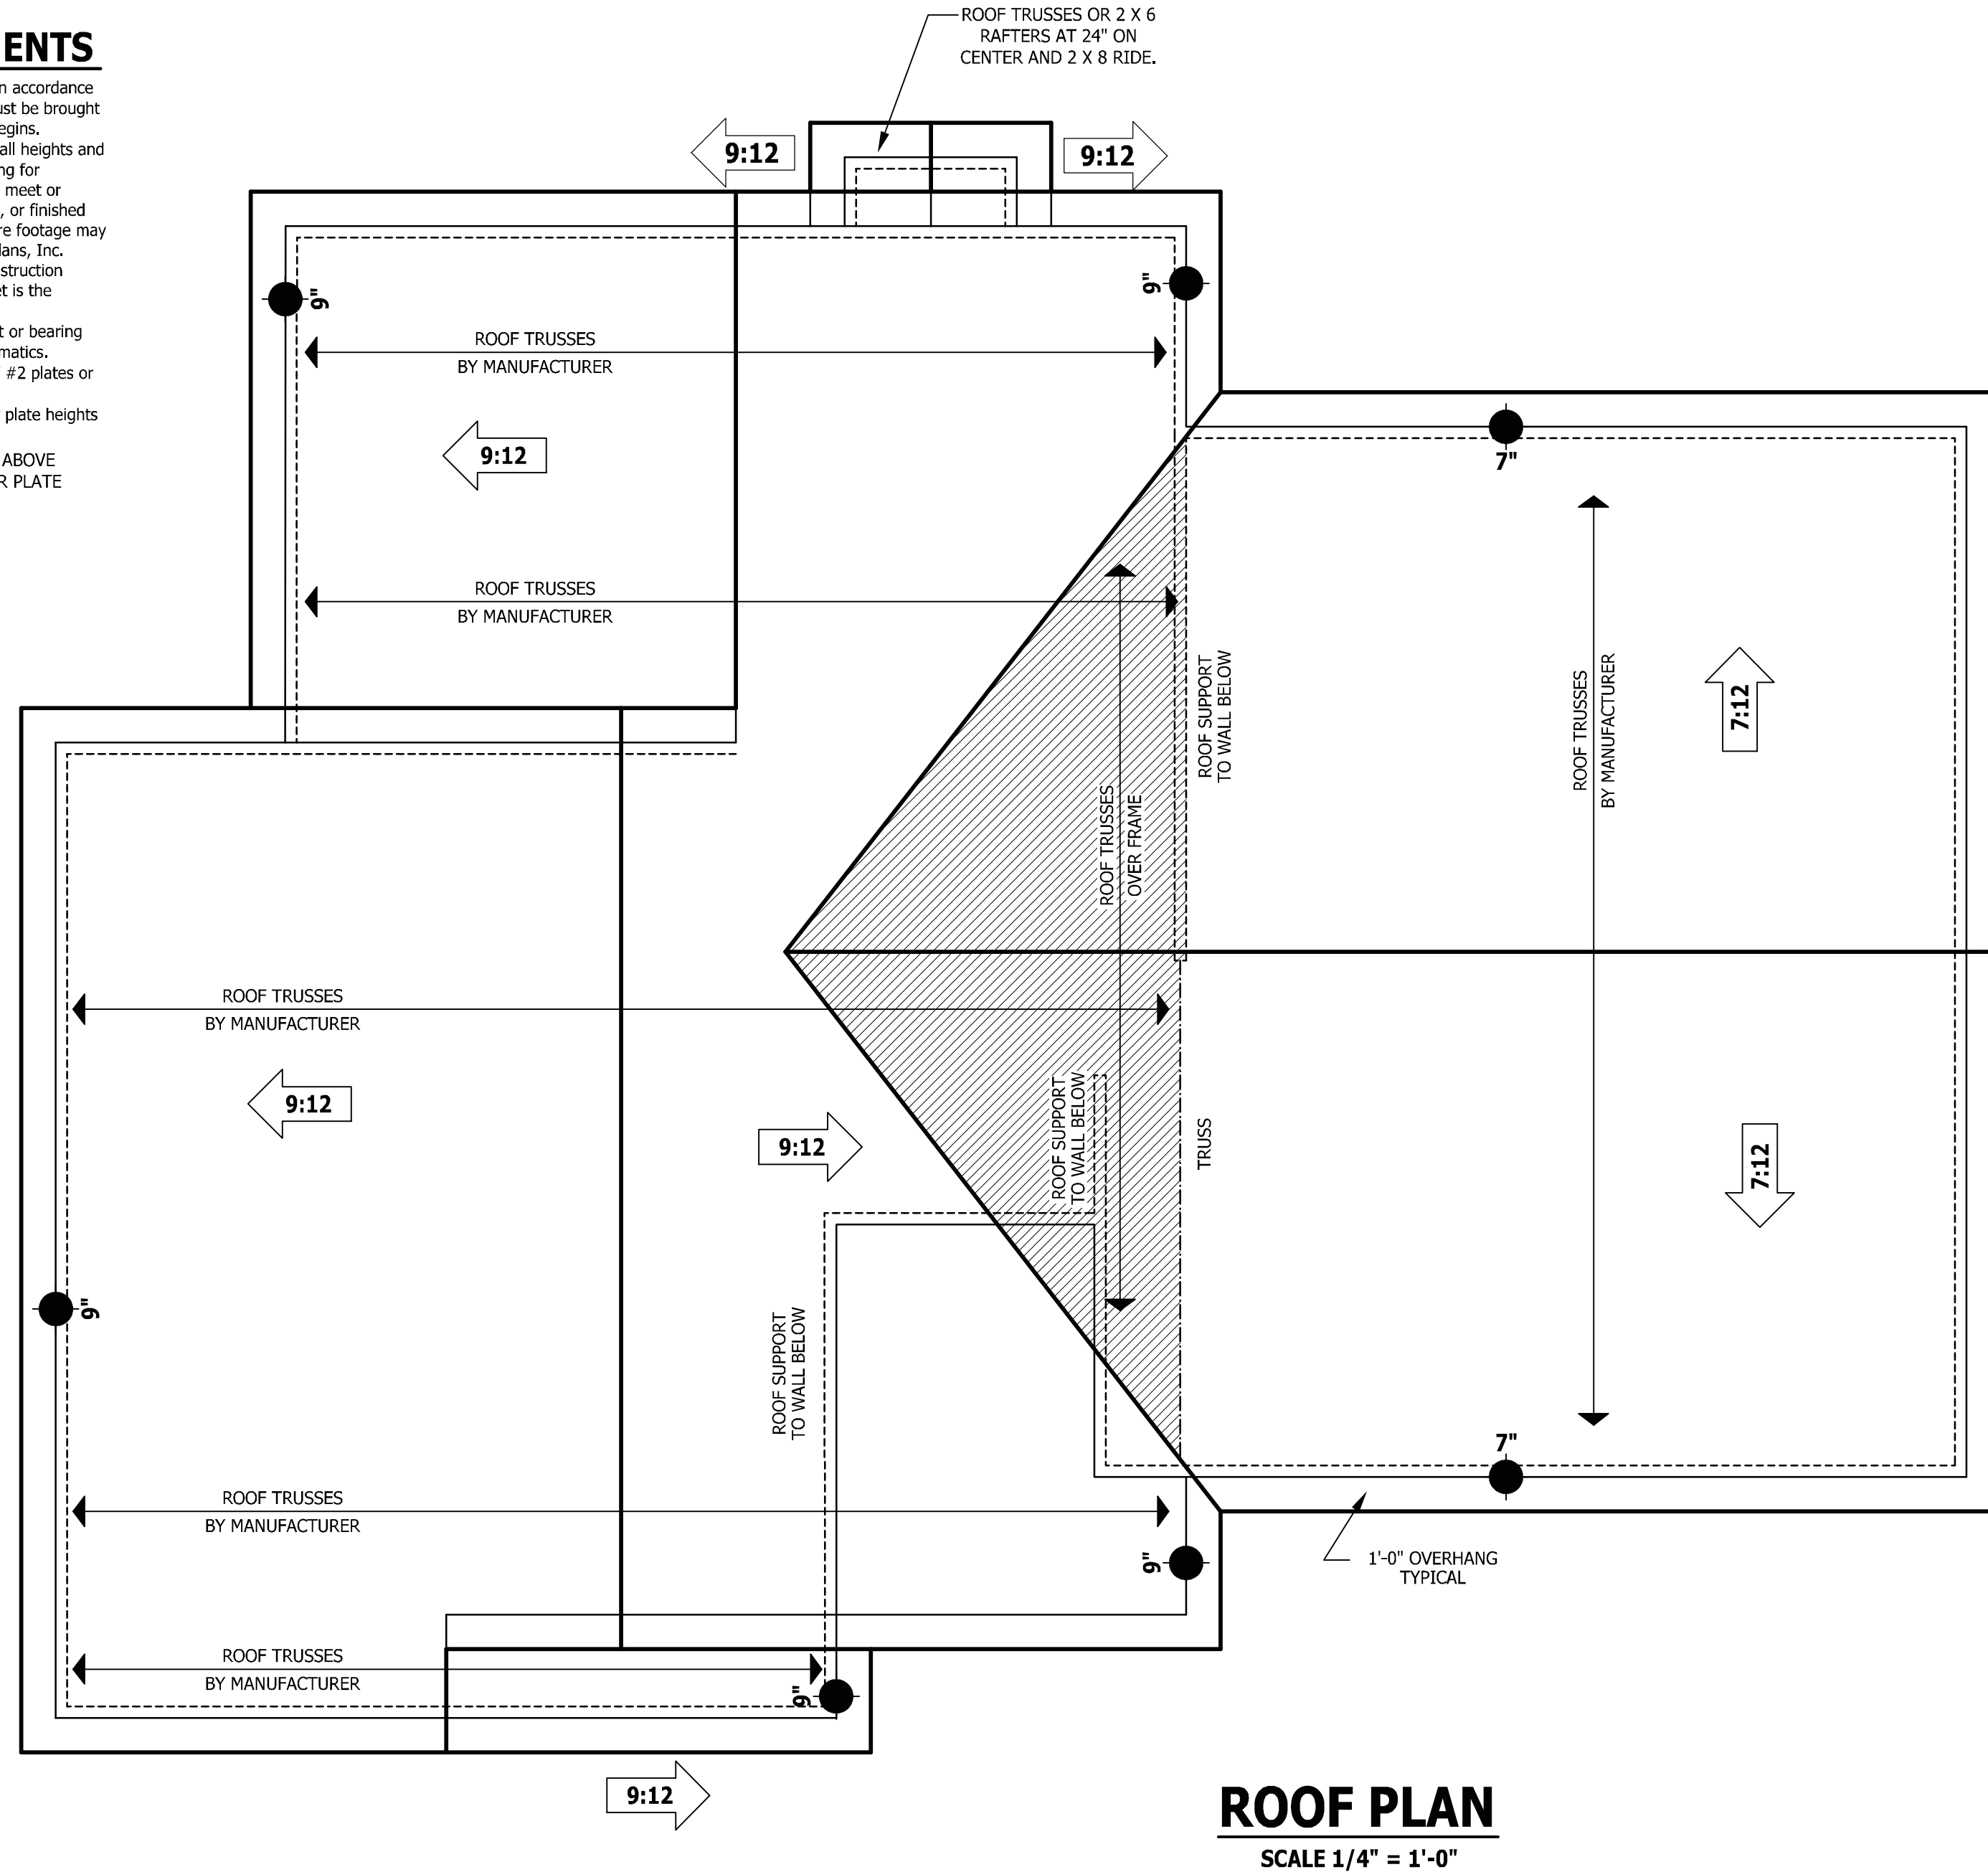 ENTS
n accordance
ust be brought
egins.
all heights and
ng for
meet or
, or finished
re footage may
lans, Inc.
struction
et is the
t or bearing
matics.
#2 plates or
plate heights
ABOVE
R PLATE
ROOF TRUSSES OR 2 X 6
RAFTERS AT 24" ON
CENTER AND 2 X 8 RIDE.
9:12
9:12
9"
9"
ROOF TRUSSES
BY MANUFACTURER
9:12
7"
ROOF TRUSSES
BY MANUFACTURER
ROOF SUPPORT
TO WALL BELOW
ROOF TRUSSES
BY MANUFACTURER
7:12
ROOF TRUSSES
OVER FRAME
ROOF TRUSSES
BY MANUFACTURER
9:12
9:12
ROOF SUPPORT
TO WALL BELOW
TRUSS
7:12
9"
ROOF SUPPORT
TO WALL BELOW
7"
ROOF TRUSSES
BY MANUFACTURER
9"
1'-0" OVERHANG
TYPICAL
ROOF TRUSSES
BY MANUFACTURER
9"
9:12
ROOF PLAN
SCALE 1/4" = 1'-0"